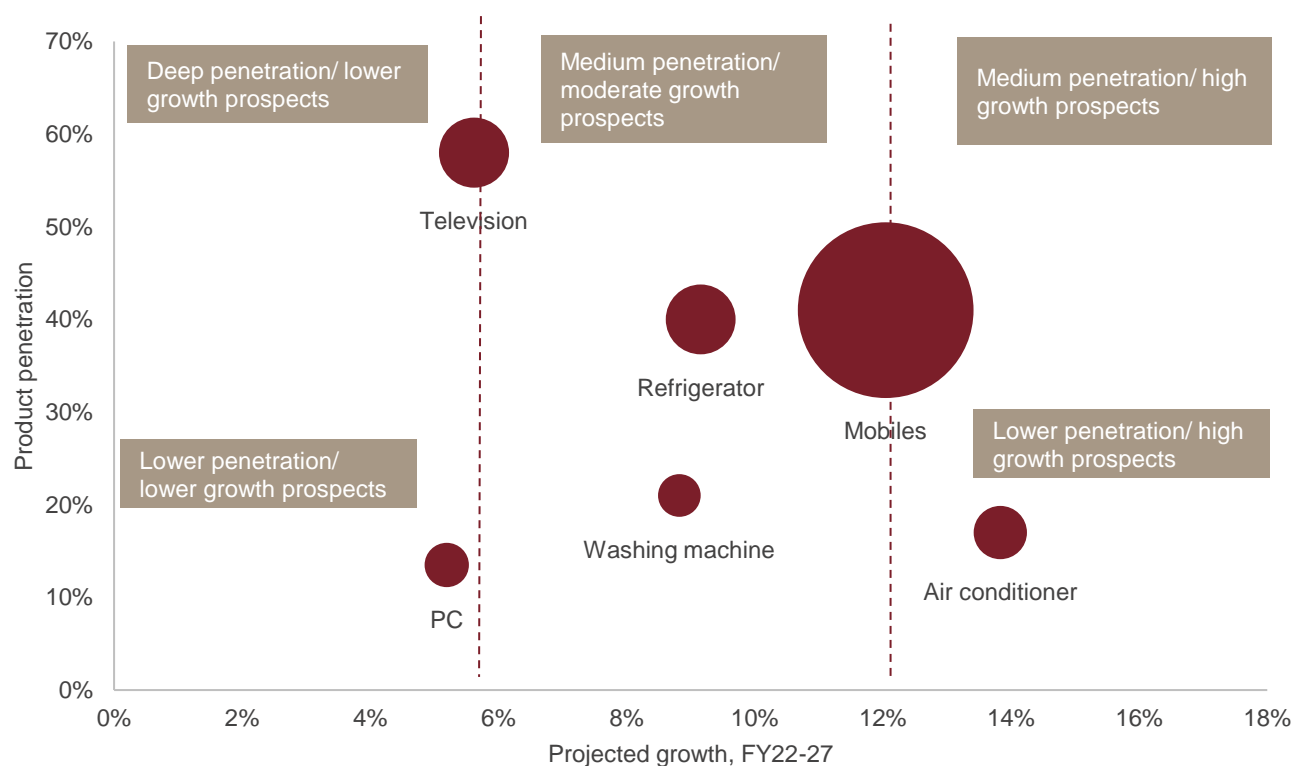 70%
60%
50%
40%
30%
20%
10%
0%
Product penetration
Deep penetration/ lower
growth prospects
Medium penetration/
moderate growth
prospects
Medium penetration/ high
growth prospects
Television
Refrigerator
Mobiles
Lower penetration/
lower growth prospects
Lower penetration/ high
growth prospects
Washing machine
Air conditioner
PC
0%
2%
4%
6%
8%
10%
12%
14%
16%
18%
Projected growth, FY22-27